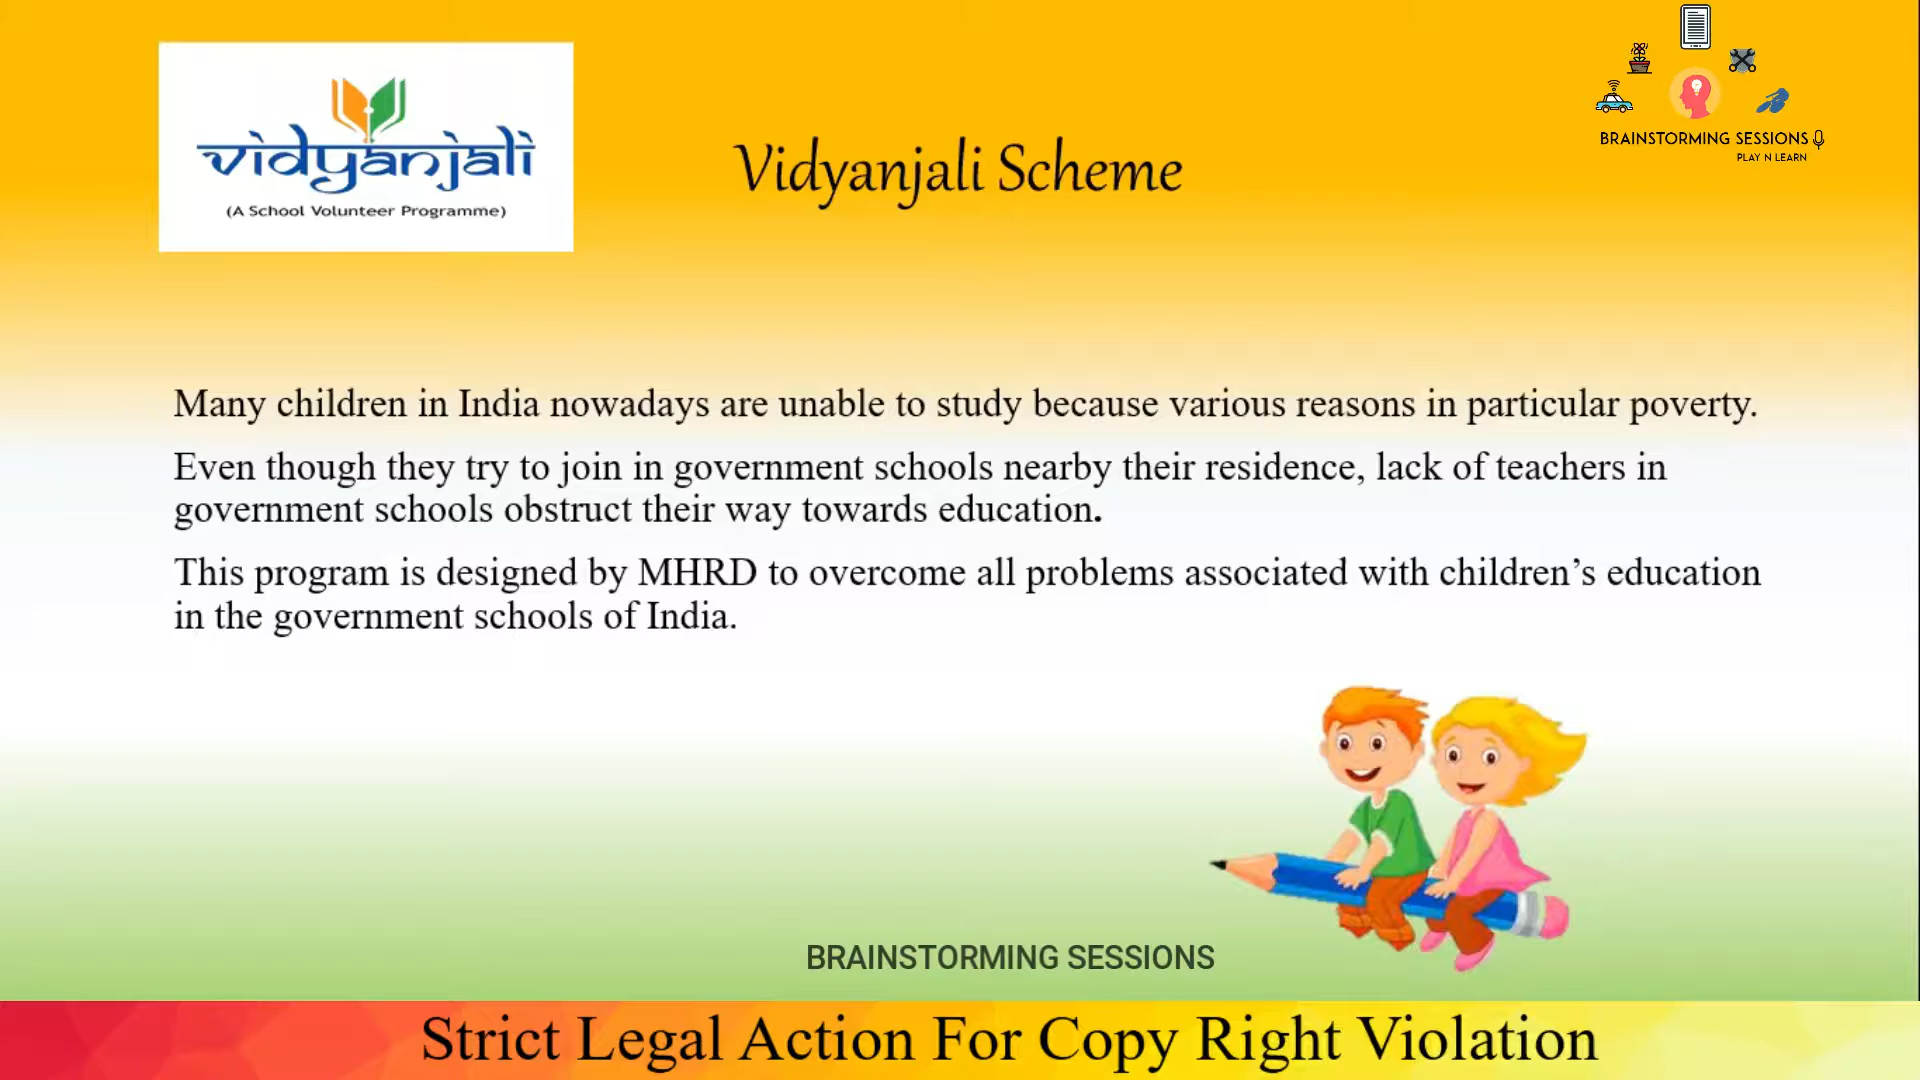 vidyanjali
(A School Volunteer Programme)
Vidyanjali Scheme
BRAINSTORMING SESSIONS
PLAY N LEARN
Many children in India nowadays are unable to study because various reasons in particular poverty.
Even though they try to join in government schools nearby their residence, lack of teachers in
government schools obstruct their way towards education.
This program is designed by MHRD to overcome all problems associated with children’s education
in the government schools of India.
BRAINSTORMING SESSIONS
Strict Legal Action For Copy Right Violation